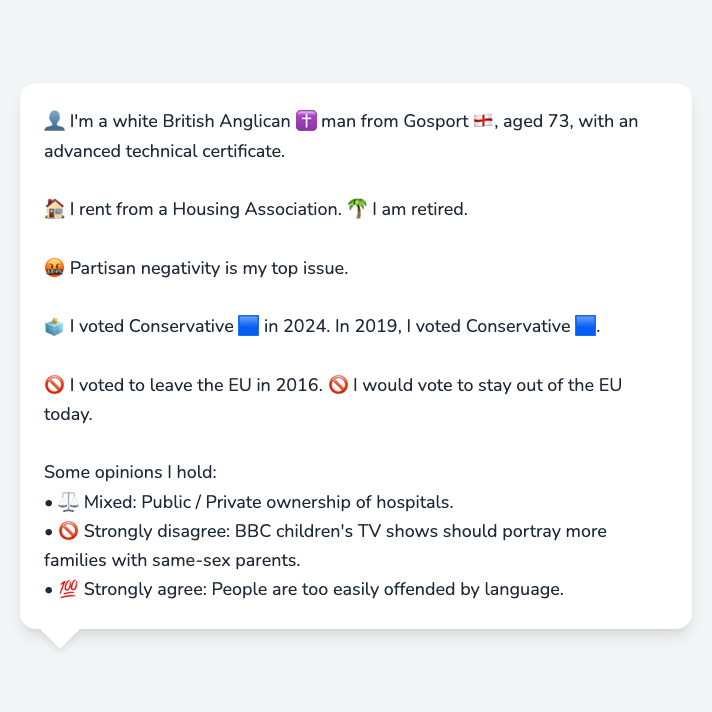 👤 I'm a white British Anglican ✝️ man from Gosport 🏴󠁧󠁢󠁥󠁮󠁧󠁿, aged 73, with an
advanced technical certificate.
🏠 I rent from a Housing Association. 🌴 I am retired.
🤬 Partisan negativity is my top issue.
🗳️ I voted Conservative 🟦 in 2024. In 2019, I voted Conservative 🟦.
🚫 I voted to leave the EU in 2016. 🚫 I would vote to stay out of the EU
today.
Some opinions I hold:
• ⚖️ Mixed: Public / Private ownership of hospitals.
• 🚫 Strongly disagree: BBC children's TV shows should portray more
families with same-sex parents.
• 💯 Strongly agree: People are too easily offended by language.